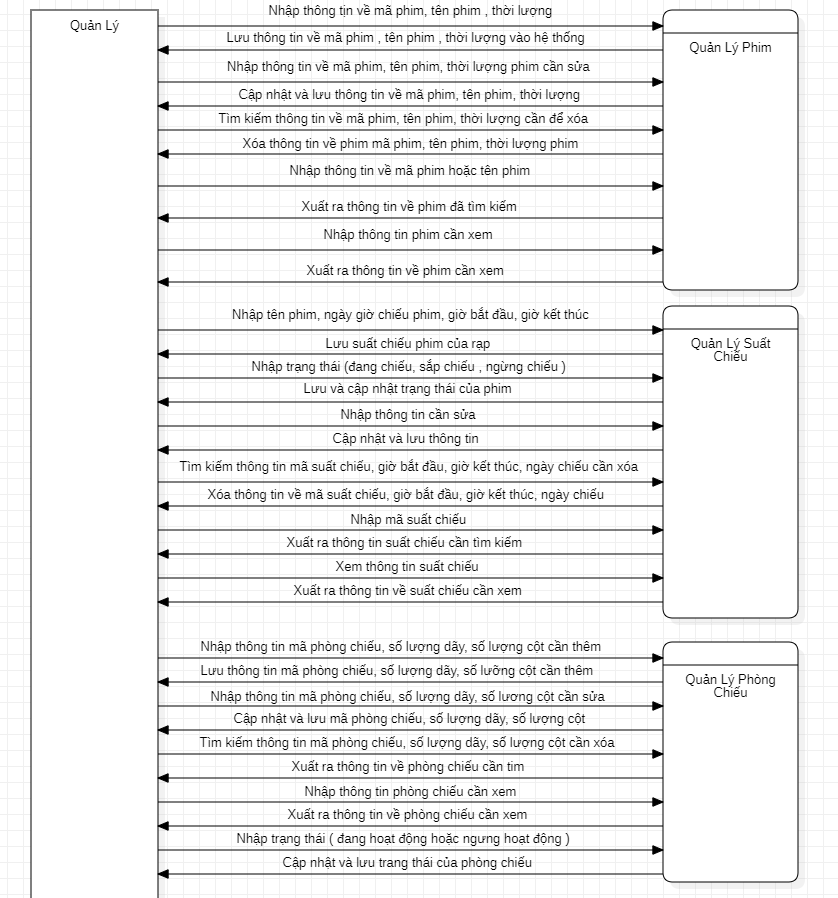 Quản Lý
Nhập thông tịn về mã phim, tên phim , thời lượng
Lưu thông tin về mã phim , tên phim , thời lượng vào hệ thống
Quản Lý Phim
Nhập thông tin về mã phim, tên phim, thời lượng phim cần sửa
Cập nhật và lưu thông tin về mã phim, tên phim, thời lượng
Tìm kiếm thông tin về mã phim, tên phim, thời lượng cần để xóa
Xóa thông tin về phim mã phim, tên phim, thời lượng phim
Nhập thông tin về mã phim hoặc tên phim
Xuất ra thông tin về phim đã tìm kiếm
Nhập thông tin phim cần xem
Xuất ra thông tin về phim cần xem
Nhập tên phim, ngày giờ chiếu phim, giờ bắt đầu, giờ kết thúc
Lưu suất chiếu phim của rạp
Quản Lý Suất
Chiếu
Nhập trạng thái (đang chiếu, sắp chiếu , ngừng chiếu )
Lưu và cập nhật trạng thái của phim
Nhập thông tin cần sửa
Cập nhật và lưu thông tin
Tìm kiếm thông tin mã suất chiếu, giờ bắt đầu, giờ kết thúc, ngày chiếu cần xóa
Xóa thông tin về mã suất chiếu, giờ bắt đầu, giờ kết thúc, ngày chiếu
Nhập mã suất chiếu
Xuất ra thông tin suất chiếu cần tìm kiếm
Xem thông tin suất chiếu
Xuất ra thông tin về suất chiếu cần xem
Nhập thông tin mã phòng chiếu, số lượng dãy, số lượng cột cần thêm
Lưu thông tin mã phòng chiếu, số lượng dãy, số lưỡng cột cần thêm
Quản Lý Phòng
Chiếu
Nhập thông tin mã phòng chiếu, số lượng dãy, số lương cột cần sửa
Cập nhật và lưu mã phòng chiếu, số lượng dãy, số lượng cột
Tìm kiếm thông tin mã phòng chiếu, số lượng dãy, số lượng cột cần xóa
Xuất ra thông tin về phòng chiếu cần tim
Nhập thông tin phòng chiếu cần xem
Xuất ra thông tin về phòng chiếu cần xem
Nhập trạng thái ( đang hoạt động hoặc ngưng hoạt động )
Cập nhật và lưu trang thái của phòng chiếu